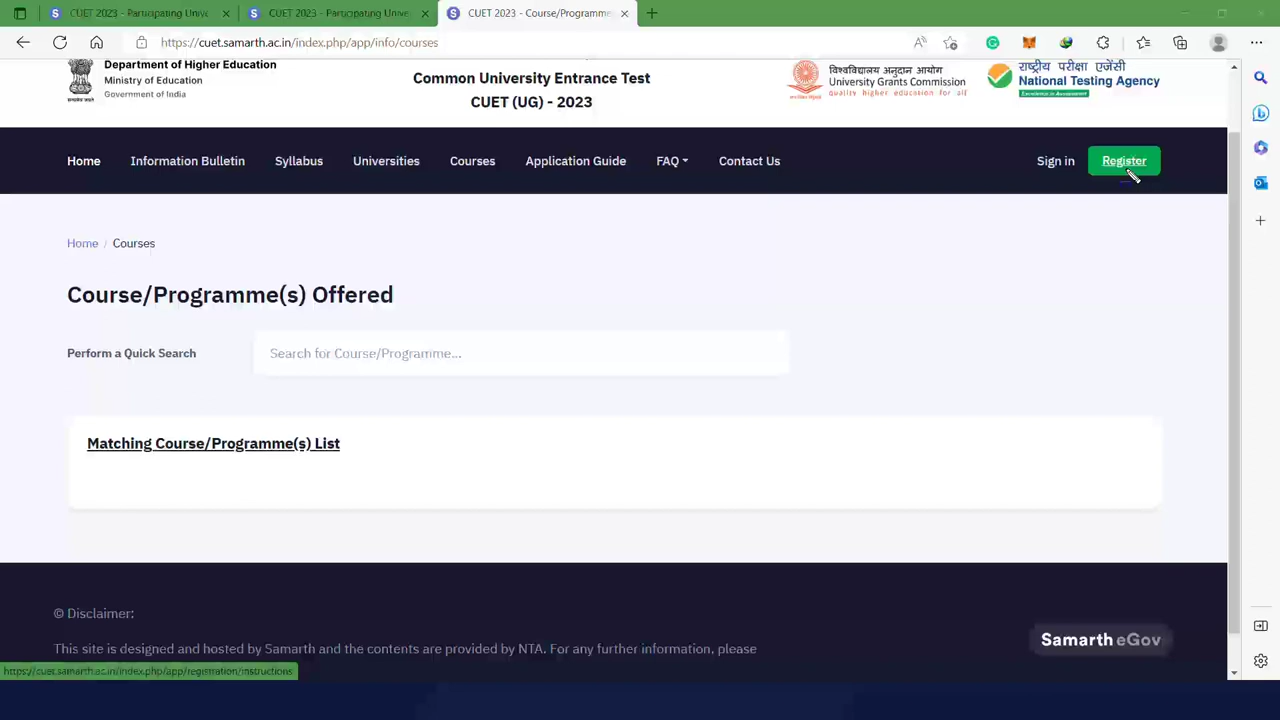 CUET 2023 - Participating Unive
CUET 2023 - Participating Unive
CUET 2023 - Course/Programme
https://cuet.samarth.ac.in/index.php/app/info/courses
Department of Higher Education
Ministry of Education
Government of India
Common University Entrance Test
CUET (UG) - 2023
विश्वविद्यालय अनुदान आयोग
University Grants Commission
quality higher education for all
राष्ट्रीय परीक्षा एजेंसी
National Testing Agency
Excellence in Assessment
Home
Information Bulletin
Syllabus
Universities
Courses
Application Guide
FAQ
Contact Us
Sign in
Register
Home / Courses
Course/Programme(s) Offered
Perform a Quick Search
Search for Course/Programme...
Matching Course/Programme(s) List
© Disclaimer:
This site is designed and hosted by Samarth and the contents are provided by NTA. For any further information, please
Samarth eGov
https://cuet.samarth.ac.in/index.php/app/registration/instructions